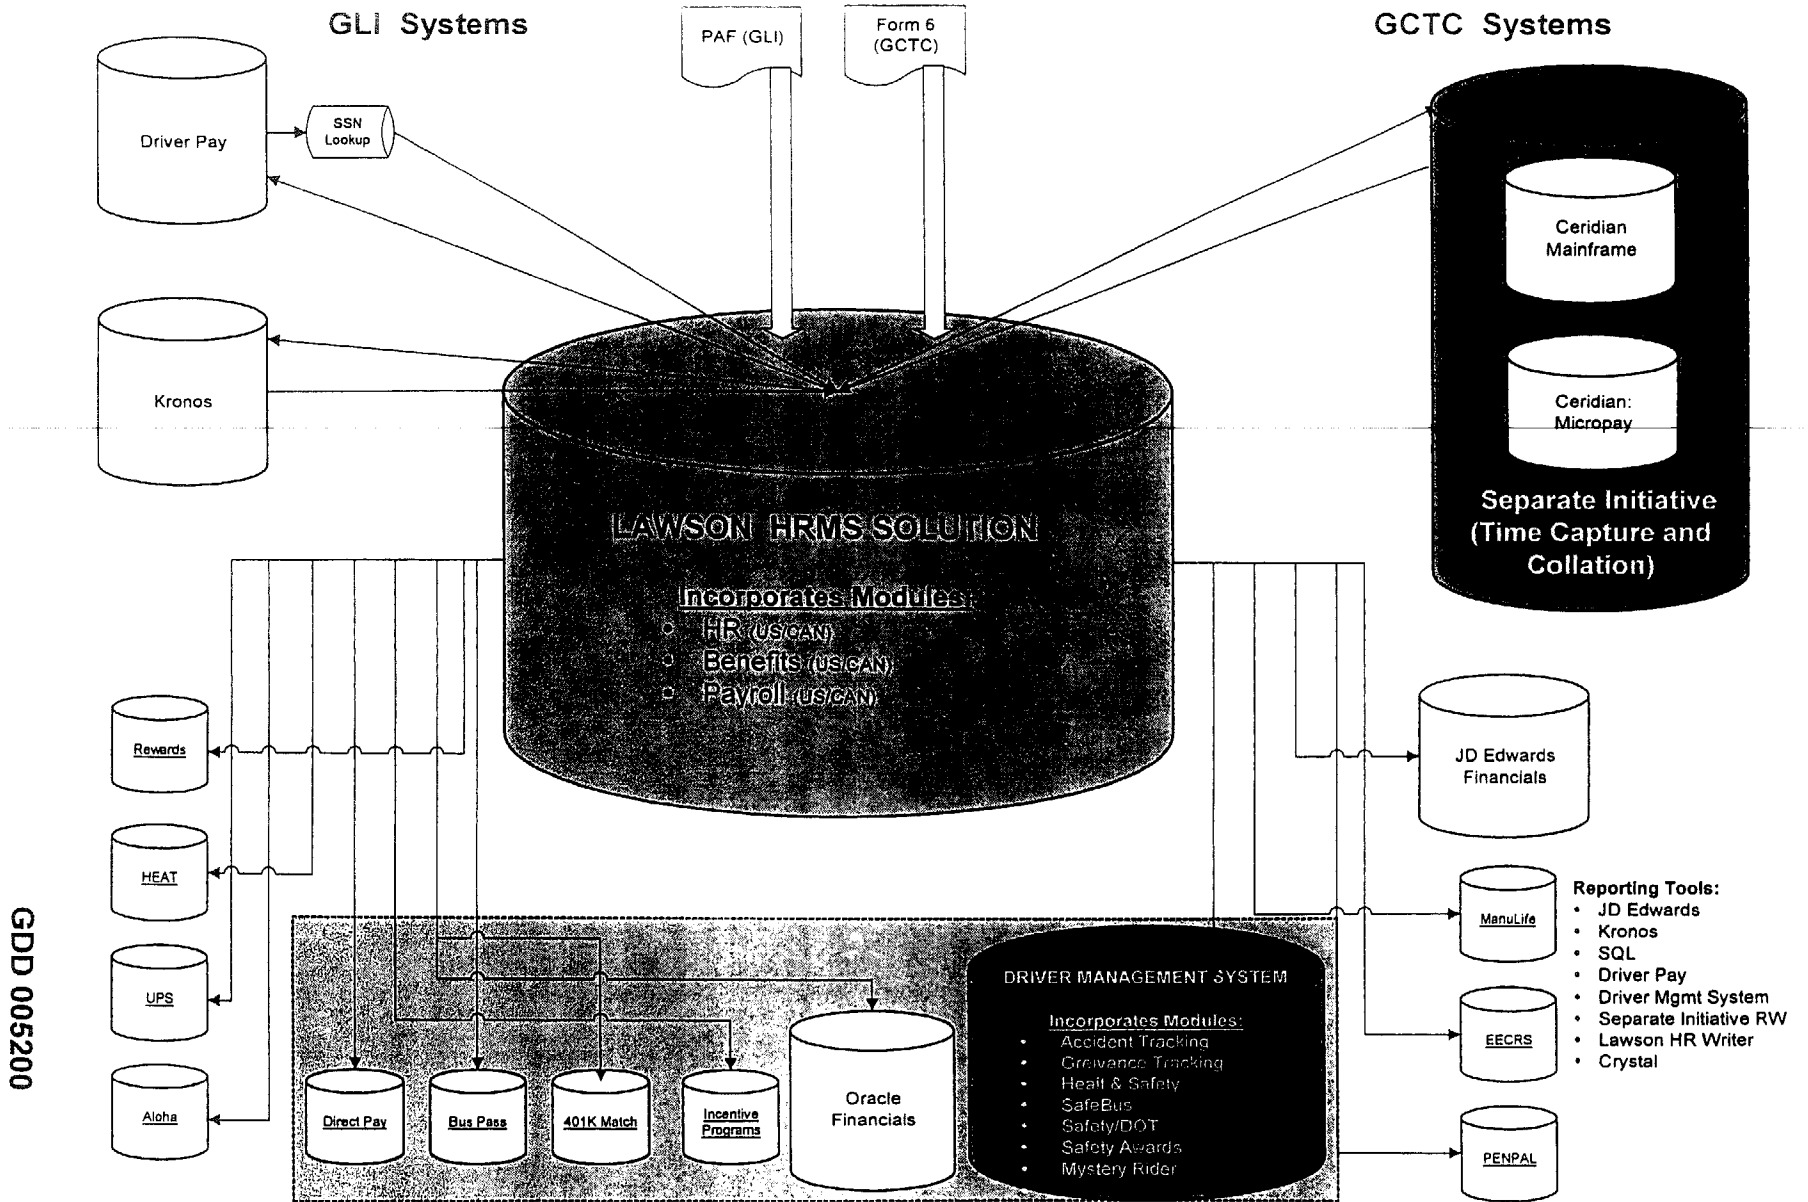 GLI Systems
PAF (GLI)
Form 6
(GCTC)
GCTC Systems
Driver Pay
SSN
Lookup
Ceridian
Mainframe
Kronos
Ceridian:
Micropay
Separate Initiative
(Time Capture and
Collation)
LAWSON HRMS SOLUTION
Incorporates Modules:
• HR (US/CAN)
• Benefits (US/CAN)
• Payroll (US/CAN)
Rewards
HEAT
UPS
Aloha
JD Edwards
Financials
ManuLife
EECRS
PENPAL
Reporting Tools:
• JD Edwards
• Kronos
• SQL
• Driver Pay
• Driver Mgmt System
• Separate Initiative RW
• Lawson HR Writer
• Crystal
Direct Pay
Bus Pass
401K Match
Incentive
Programs
Oracle
Financials
DRIVER MANAGEMENT SYSTEM
Incorporates Modules:
• Accident Tracking
• Greivance Tracking
• Healt & Safety
• SafeBus
• Safety/DOT
• Safety Awards
• Mystery Rider
GDD 005200